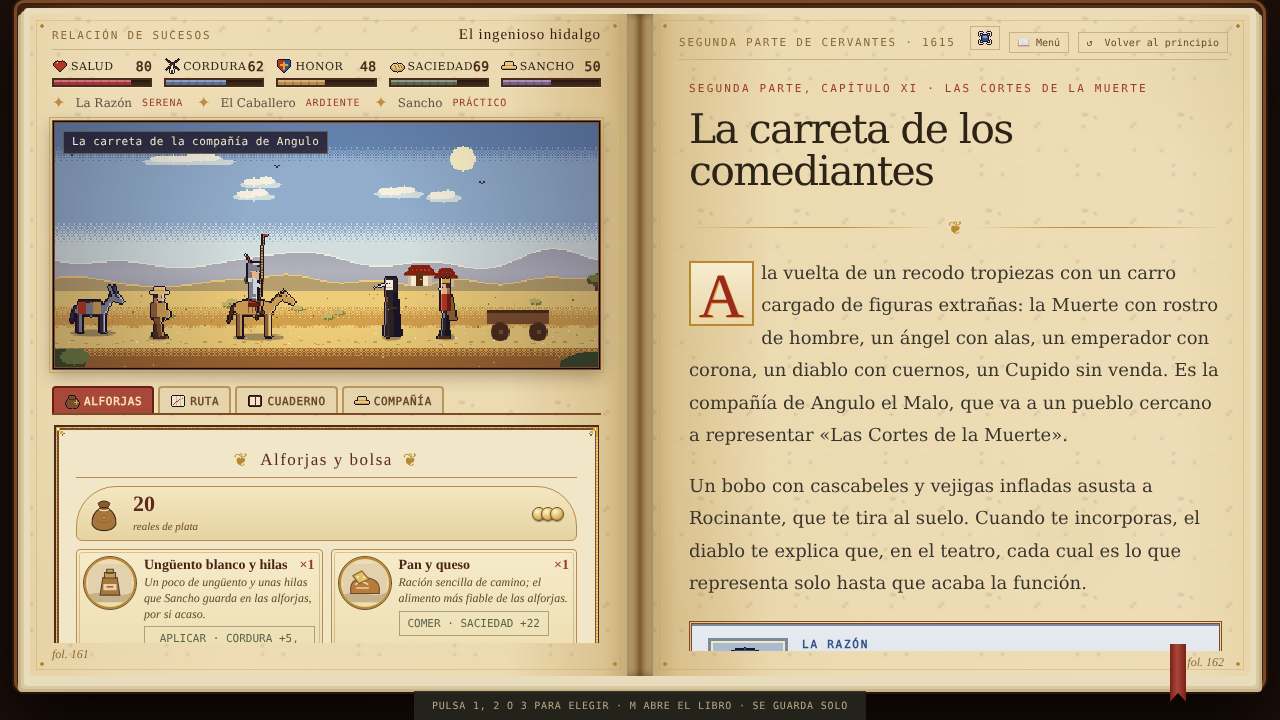 RELACIÓN DE SUCESOS
El ingenioso hidalgo
SALUD 80
CORDURA 62
HONOR 48
SACIEDAD 69
SANCHO 50
La Razón SERENA
El Caballero ARDIENTE
Sancho PRÁCTICO
La carreta de la compañía de Angulo
ALFORJAS
RUTA
CUADERNO
COMPAÑÍA
Alforjas y bolsa
20
reales de plata
Ungüento blanco y hilas ×1
Un poco de ungüento y unas hilas
que Sancho guarda en las alforjas,
por si acaso.
APLICAR · CORDURA +5,
Pan y queso ×1
Ración sencilla de camino; el
alimento más fiable de las alforjas.
COMER · SACIEDAD +22
fol. 161
SEGUNDA PARTE DE CERVANTES · 1615
Menú
↺ Volver al principio
SEGUNDA PARTE, CAPÍTULO XI · LAS CORTES DE LA MUERTE
La carreta de los
comediantes
A la vuelta de un recodo tropiezas con un carro
cargado de figuras extrañas: la Muerte con rostro
de hombre, un ángel con alas, un emperador con
corona, un diablo con cuernos, un Cupido sin venda. Es la
compañía de Angulo el Malo, que va a un pueblo cercano
a representar «Las Cortes de la Muerte».
Un bobo con cascabeles y vejigas infladas asusta a
Rocinante, que te tira al suelo. Cuando te incorporas, el
diablo te explica que, en el teatro, cada cual es lo que
representa solo hasta que acaba la función.
LA RAZÓN
fol. 162
PULSA 1, 2 O 3 PARA ELEGIR · M ABRE EL LIBRO · SE GUARDA SOLO